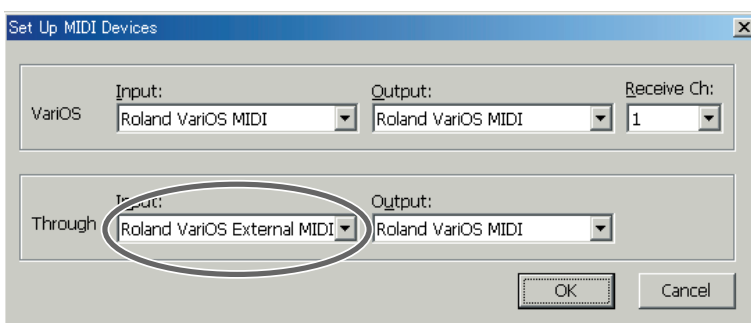 Set Up MIDI Devices
Input: Output: Receive Ch:
VariOS Roland VariOS MIDI Roland VariOS MIDI 1
Input: Output:
Through Roland VariOS External MIDI Roland VariOS MIDI
OK Cancel